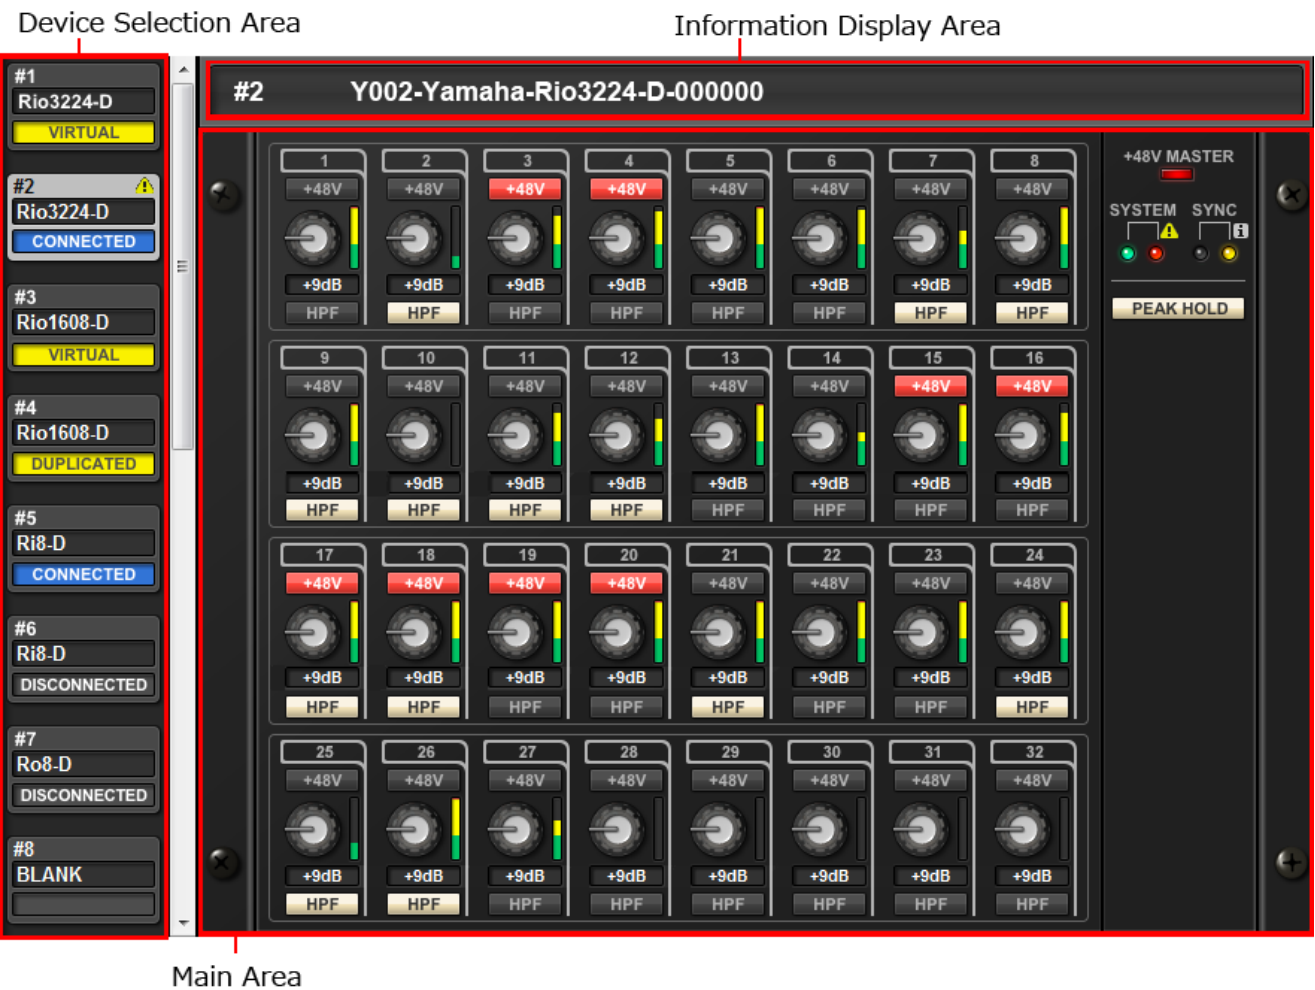 Device Selection Area
Information Display Area
#1
Rio3224-D
VIRTUAL
#2
Rio3224-D
CONNECTED
#3
Rio1608-D
VIRTUAL
#4
Rio1608-D
DUPLICATED
#5
Ri8-D
CONNECTED
#6
Ri8-D
DISCONNECTED
#7
Ro8-D
DISCONNECTED
#8
BLANK
#2 Y002-Yamaha-Rio3224-D-000000
1 2 3 4 5 6 7 8
+48V +48V +48V +48V +48V +48V +48V +48V
+9dB +9dB +9dB +9dB +9dB +9dB +9dB +9dB
HPF HPF HPF HPF HPF HPF HPF HPF
9 10 11 12 13 14 15 16
+48V +48V +48V +48V +48V +48V +48V +48V
+9dB +9dB +9dB +9dB +9dB +9dB +9dB +9dB
HPF HPF HPF HPF HPF HPF HPF HPF
17 18 19 20 21 22 23 24
+48V +48V +48V +48V +48V +48V +48V +48V
+9dB +9dB +9dB +9dB +9dB +9dB +9dB +9dB
HPF HPF HPF HPF HPF HPF HPF HPF
25 26 27 28 29 30 31 32
+48V +48V +48V +48V +48V +48V +48V +48V
+9dB +9dB +9dB +9dB +9dB +9dB +9dB +9dB
HPF HPF HPF HPF HPF HPF HPF HPF
+48V MASTER
SYSTEM SYNC
PEAK HOLD
Main Area